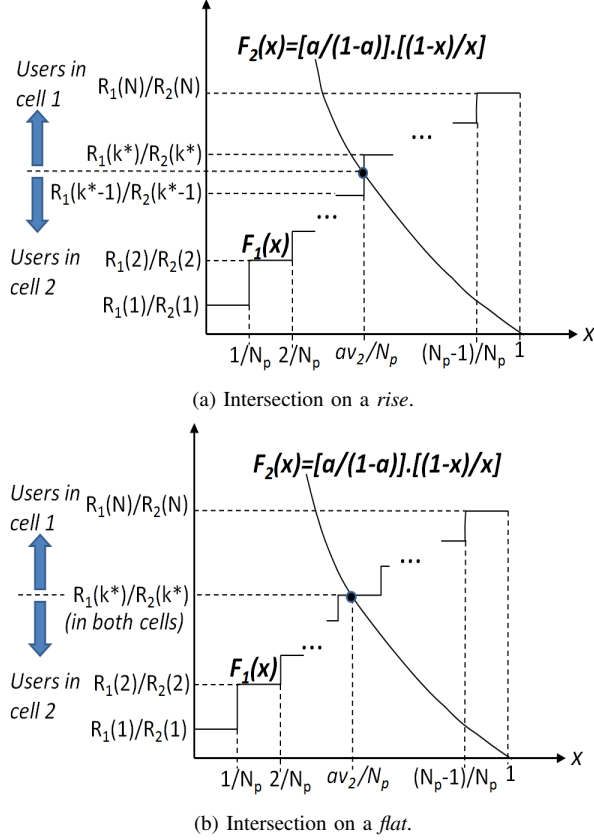 F₂(x)=[a/(1-a)].[(1-x)/x]
Users in
cell 1
R₁(N)/R₂(N)
...
R₁(k*)/R₂(k*)
R₁(k*-1)/R₂(k*-1)
...
Users in
cell 2
F₁(x)
R₁(2)/R₂(2)
R₁(1)/R₂(1)
X
1/Nₚ 2/Nₚ av₂/Nₚ (Nₚ-1)/Nₚ 1
(a) Intersection on a rise.
F₂(x)=[a/(1-a)].[(1-x)/x]
Users in
cell 1
R₁(N)/R₂(N)
...
R₁(k*)/R₂(k*)
(in both cells)
...
Users in
cell 2
F₁(x)
R₁(2)/R₂(2)
R₁(1)/R₂(1)
X
1/Nₚ 2/Nₚ av₂/Nₚ (Nₚ-1)/Nₚ 1
(b) Intersection on a flat.